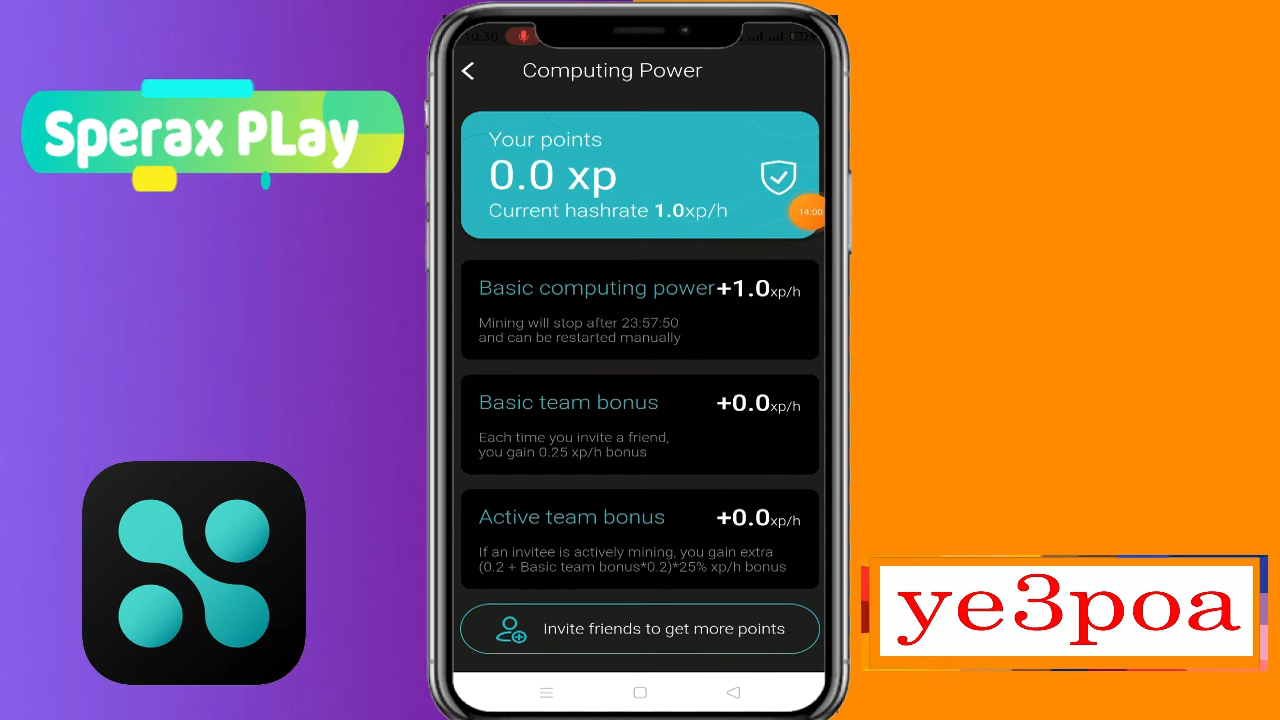 Sperax PLay
10:30
Computing Power
Your points
0.0 xp
Current hashrate 1.0xp/h
14:00
Basic computing power +1.0xp/h
Mining will stop after 23:57:50
and can be restarted manually
Basic team bonus +0.0xp/h
Each time you invite a friend,
you gain 0.25 xp/h bonus
Active team bonus +0.0xp/h
If an invitee is actively mining, you gain extra
(0.2 + Basic team bonus*0.2)*25% xp/h bonus
Invite friends to get more points
ye3poa